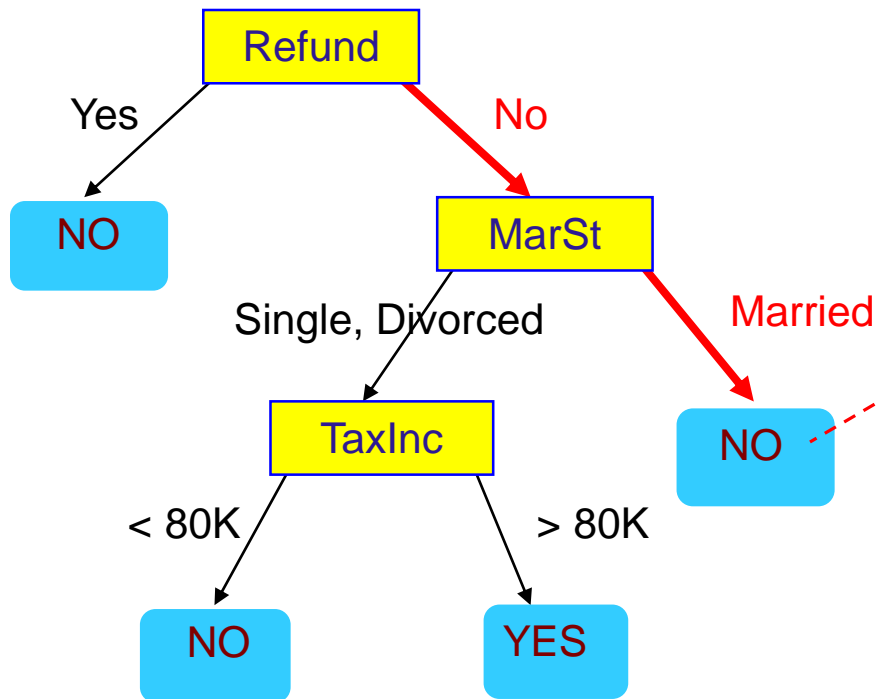 Refund
Yes
No
NO
MarSt
Single, Divorced
Married
TaxInc
NO
< 80K
> 80K
NO
YES